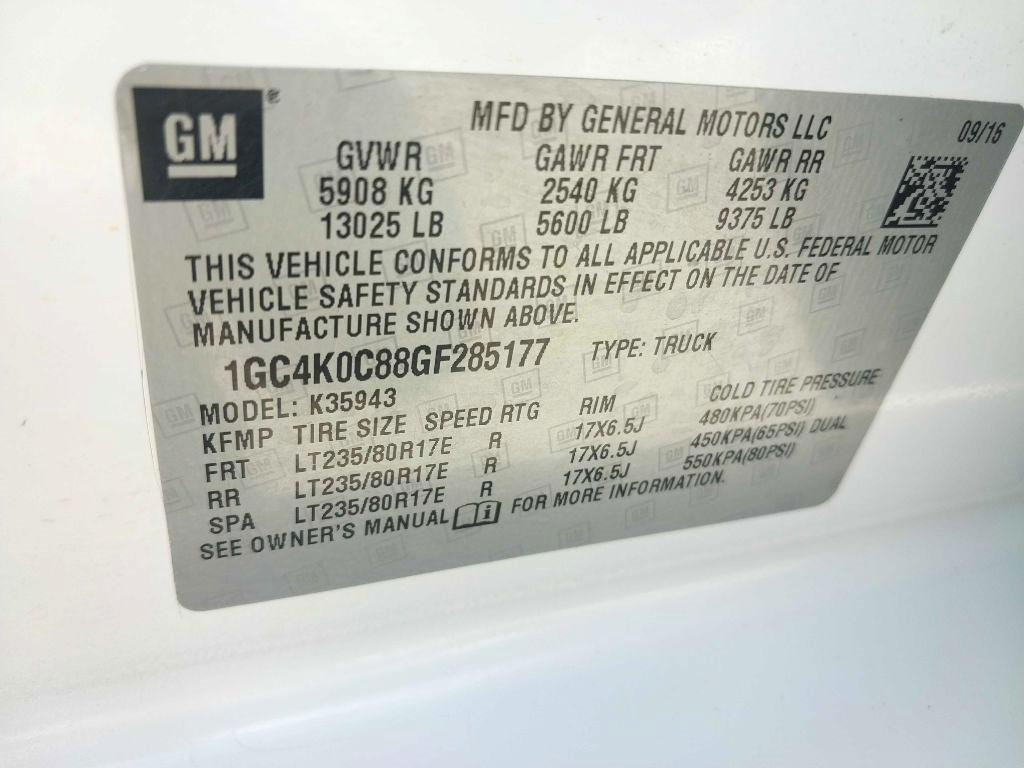 GM
MFD BY GENERAL MOTORS LLC 09/16
GVWR GAWR FRT GAWR RR
5908 KG 2540 KG 4253 KG
13025 LB 5600 LB 9375 LB
THIS VEHICLE CONFORMS TO ALL APPLICABLE U.S. FEDERAL MOTOR
VEHICLE SAFETY STANDARDS IN EFFECT ON THE DATE OF
MANUFACTURE SHOWN ABOVE.
1GC4K0C88GF285177 TYPE: TRUCK
MODEL: K35943
KFMP TIRE SIZE SPEED RTG RIM COLD TIRE PRESSURE
FRT LT235/80R17E R 17X6.5J 480KPA(70PSI)
RR LT235/80R17E R 17X6.5J 450KPA(65PSI) DUAL
SPA LT235/80R17E R 17X6.5J 550KPA(80PSI)
SEE OWNER'S MANUAL FOR MORE INFORMATION.